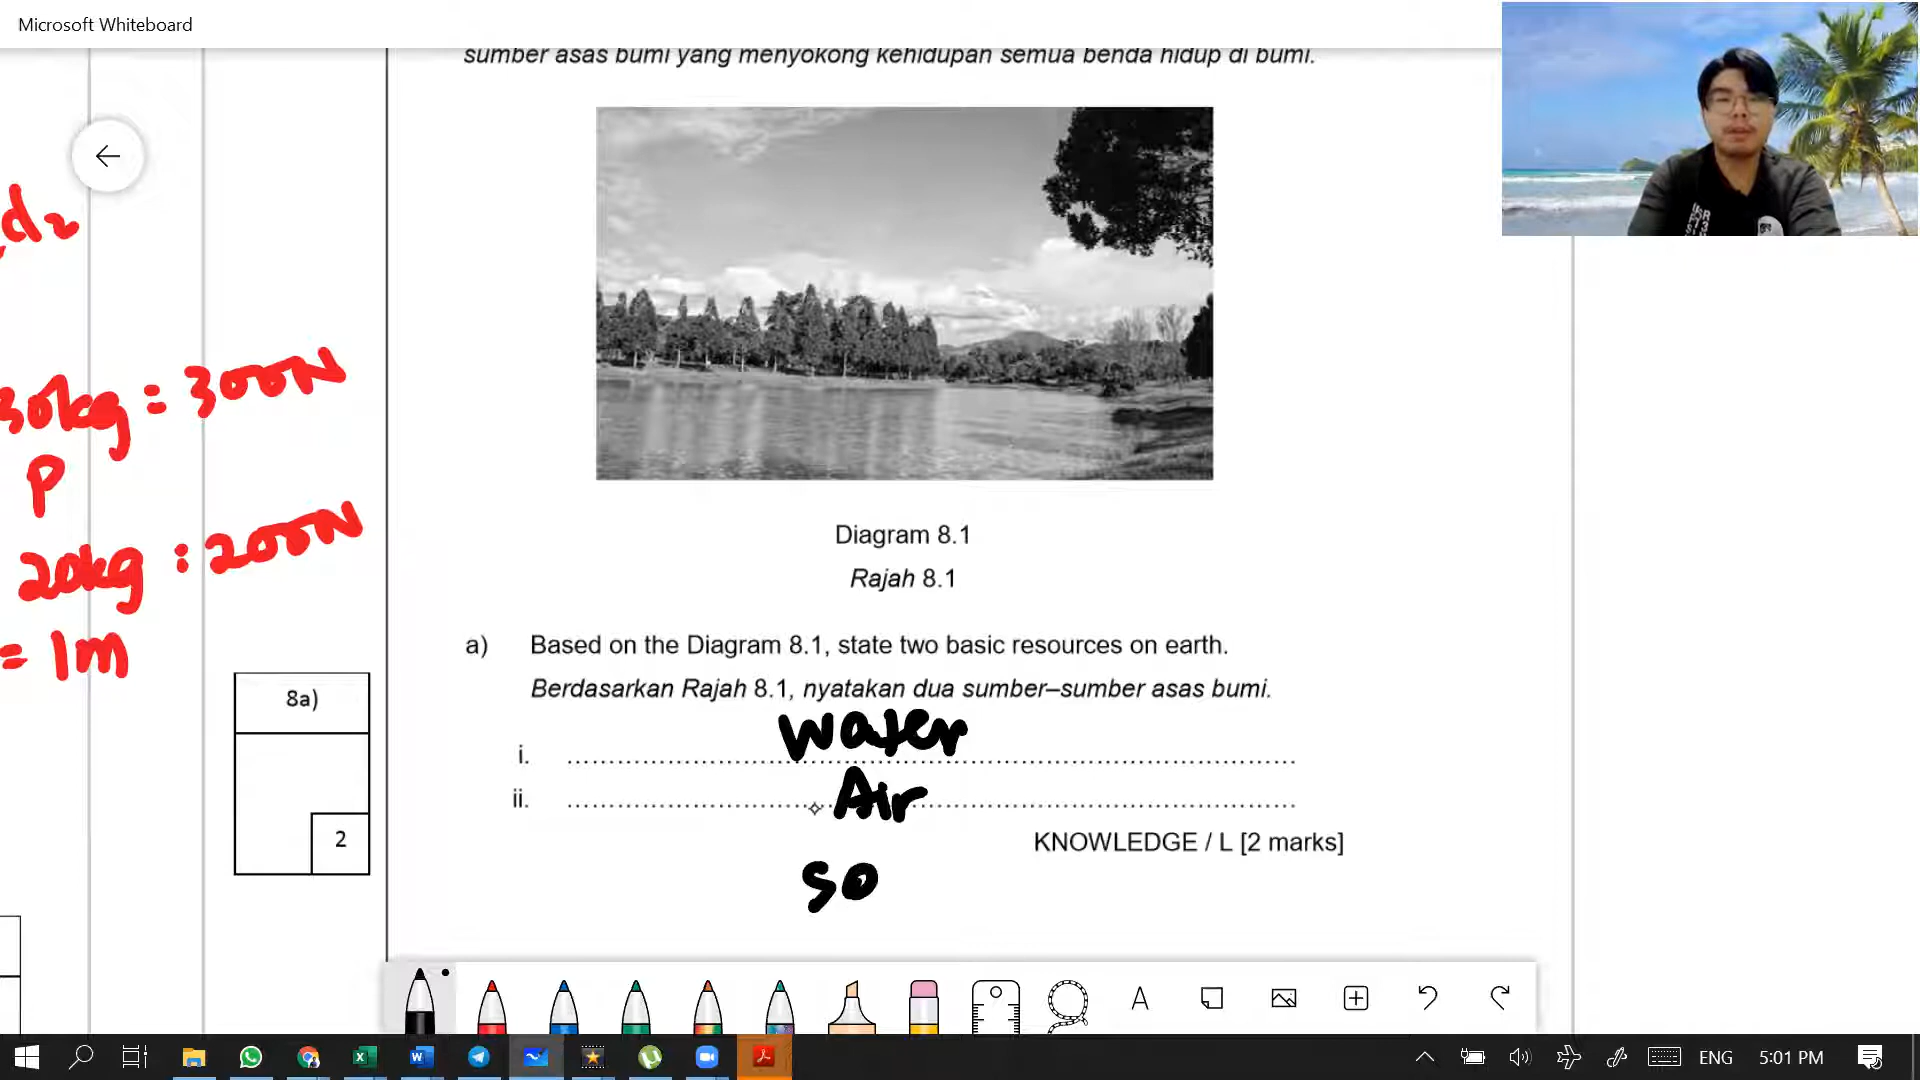 Microsoft Whiteboard
sumber asas bumi yang menyokong kehidupan semua benda hidup di bumi.
d2
30kg = 300N
P
20kg : 200N
= 1m
Diagram 8.1
Rajah 8.1
a) Based on the Diagram 8.1, state two basic resources on earth.
Berdasarkan Rajah 8.1, nyatakan dua sumber–sumber asas bumi.
8a)
i. water
ii. Air
2
KNOWLEDGE / L [2 marks]
so
A
ENG 5:01 PM